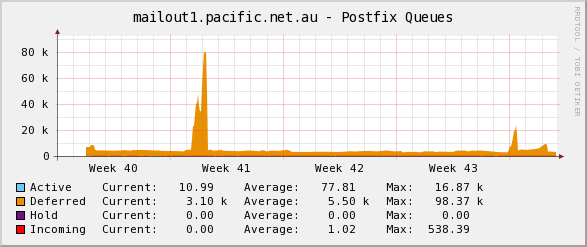 mailout1.pacific.net.au - Postfix Queues
RRDTOOL / TOBI OETIKER
80 k
60 k
40 k
20 k
0
Week 40 Week 41 Week 42 Week 43
Active Current: 10.99 Average: 77.81 Max: 16.87 k
Deferred Current: 3.10 k Average: 5.50 k Max: 98.37 k
Hold Current: 0.00 Average: 0.00 Max: 0.00
Incoming Current: 0.00 Average: 1.02 Max: 538.39